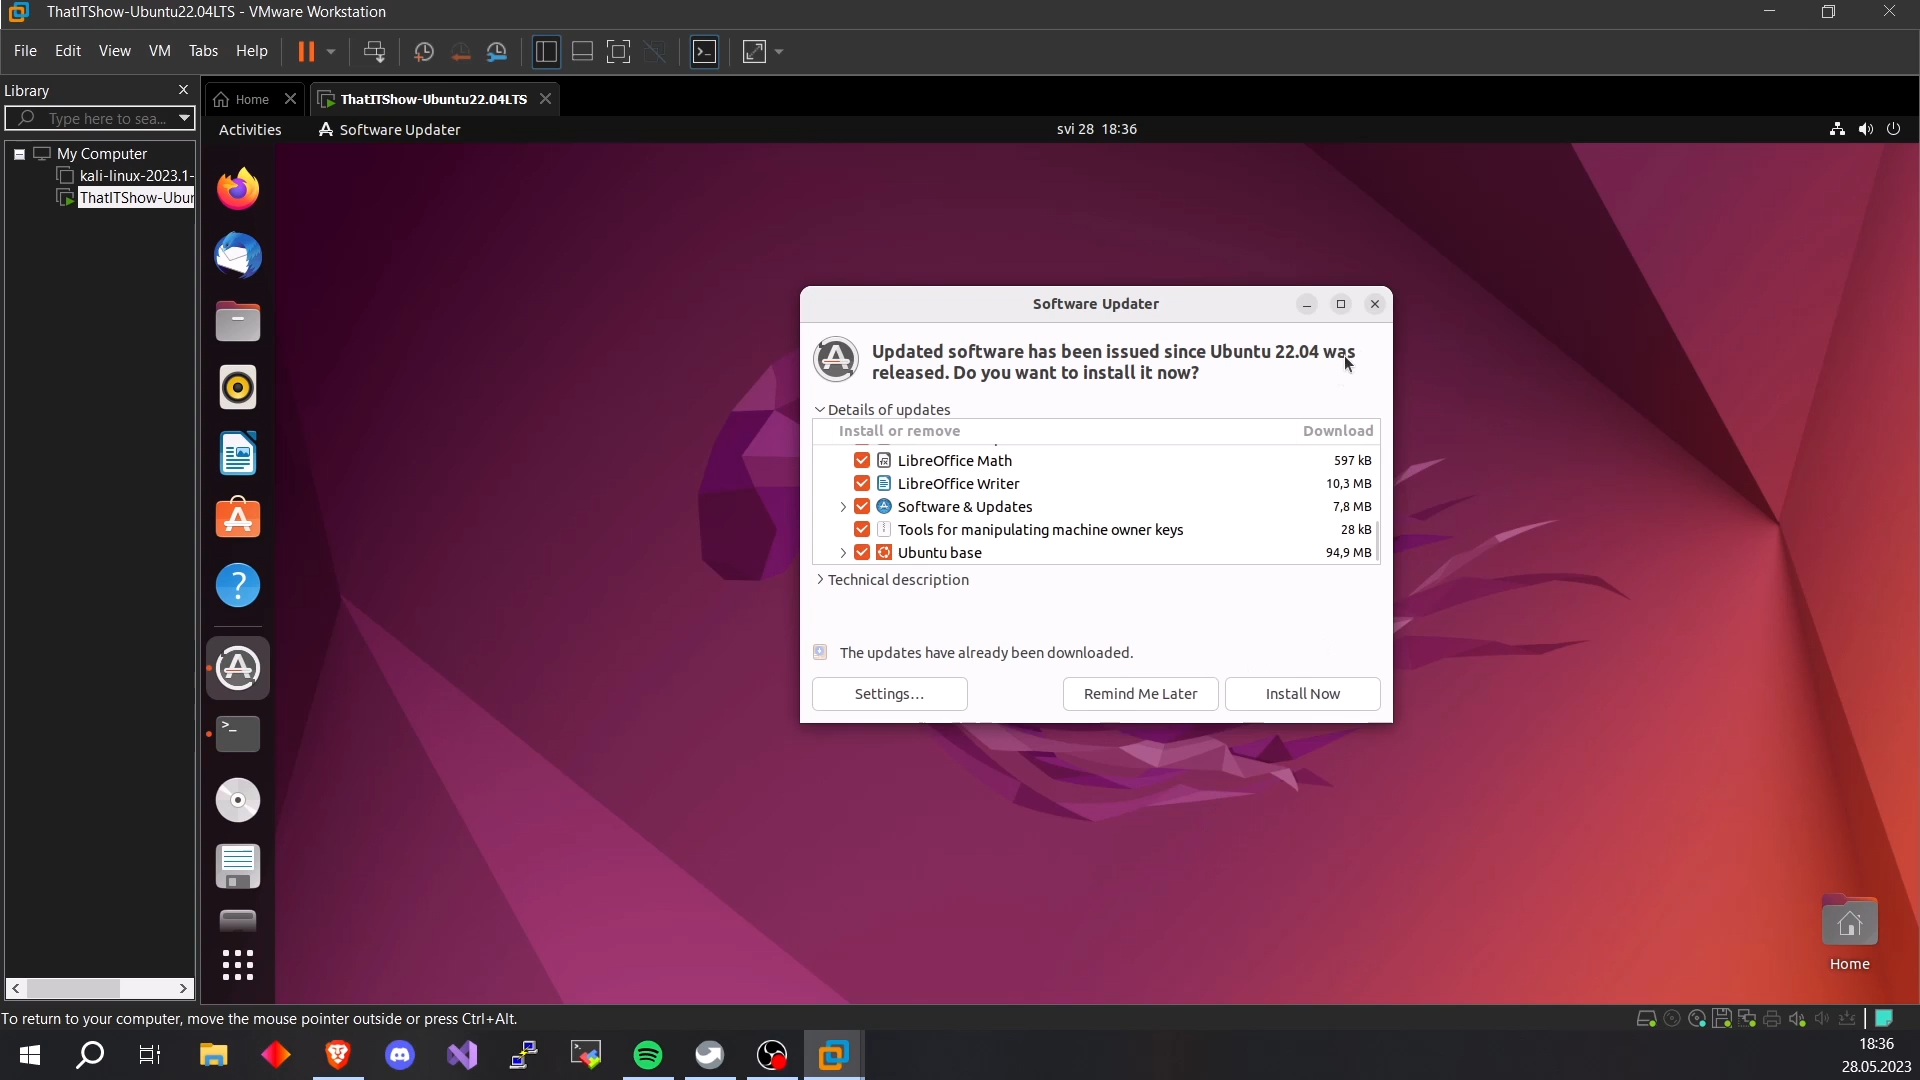 ThatITShow-Ubuntu22.04LTS - VMware Workstation
File Edit View VM Tabs Help
Library
Home
ThatITShow-Ubuntu22.04LTS
Type here to sea...
Activities
Software Updater
svi 28 18:36
My Computer
kali-linux-2023.1-
ThatITShow-Ubun
Software Updater
Updated software has been issued since Ubuntu 22.04 was
released. Do you want to install it now?
Details of updates
Install or remove Download
LibreOffice Math 597 kB
LibreOffice Writer 10,3 MB
Software & Updates 7,8 MB
Tools for manipulating machine owner keys 28 kB
Ubuntu base 94,9 MB
Technical description
The updates have already been downloaded.
Settings...
Remind Me Later
Install Now
Home
To return to your computer, move the mouse pointer outside or press Ctrl+Alt.
18:36
28.05.2023